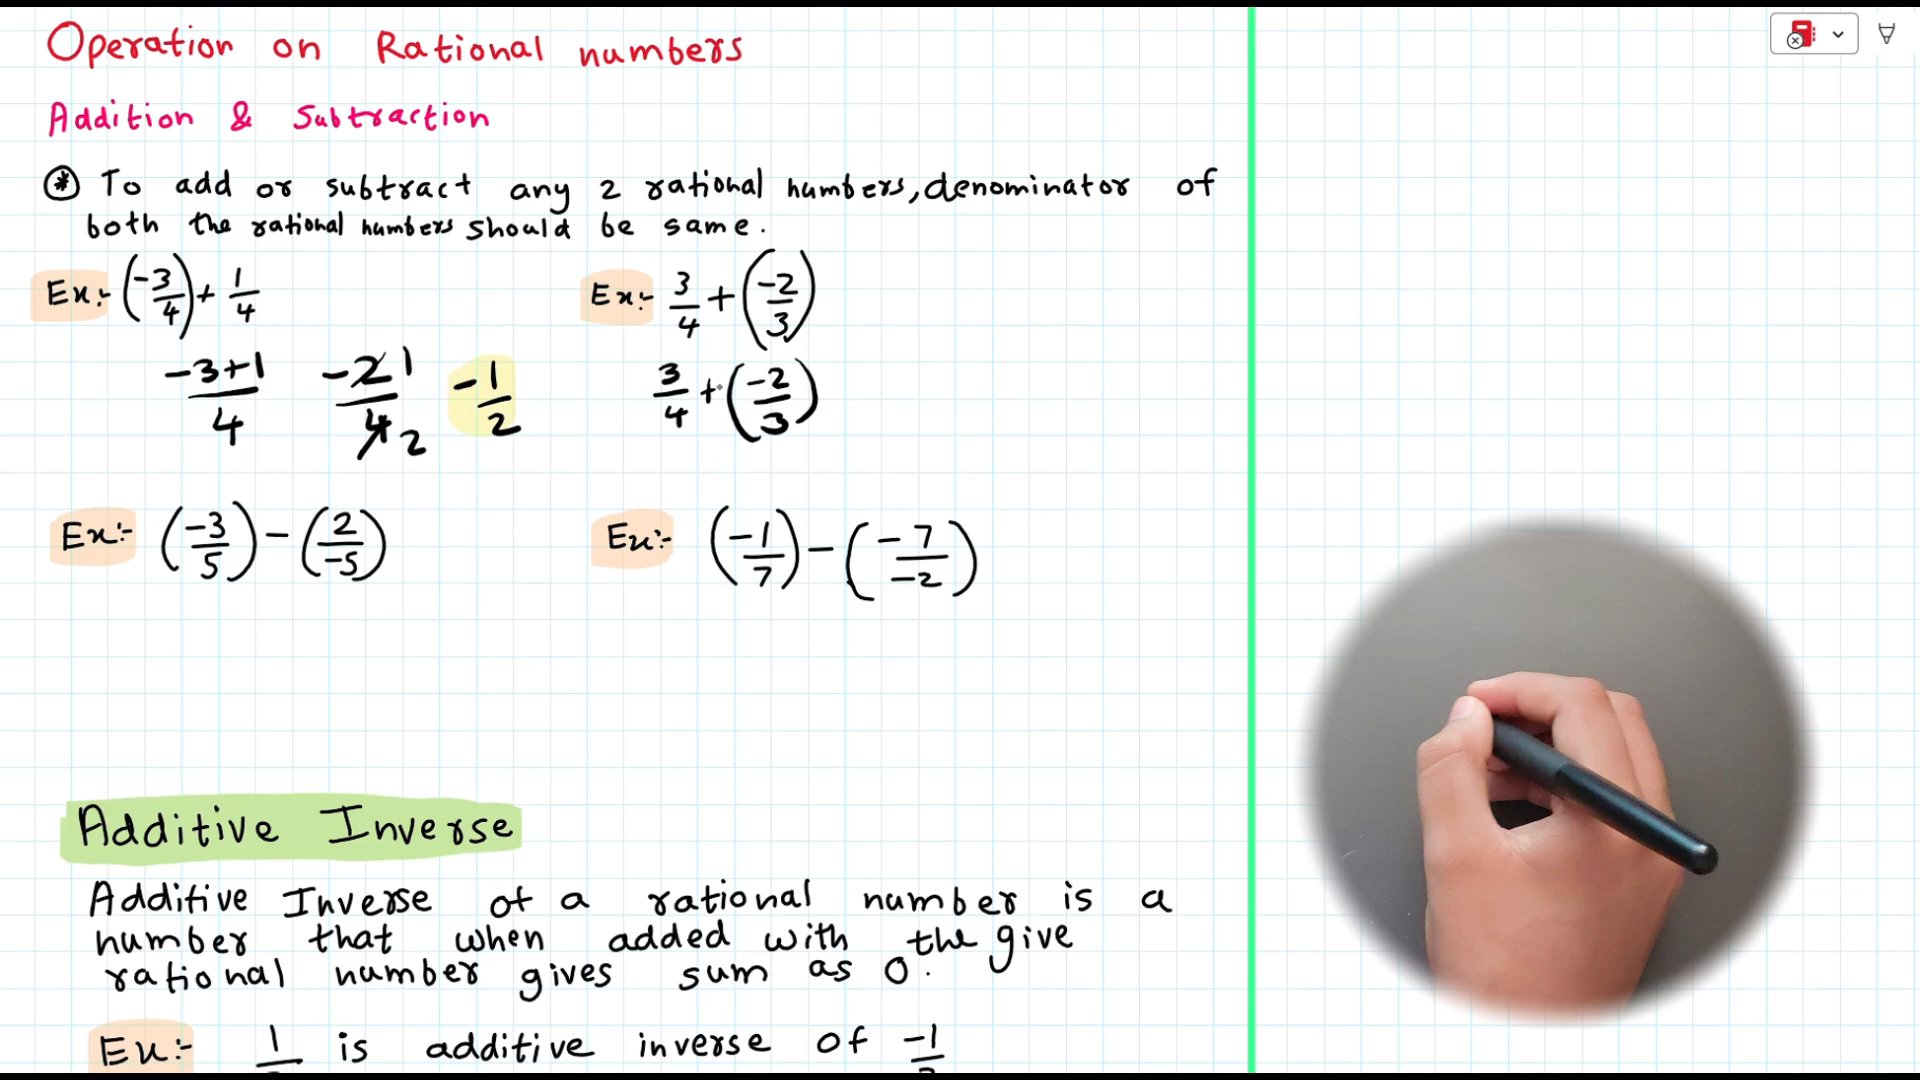 Operation on Rational numbers
Addition & Subtraction
* To add or subtract any 2 rational numbers, denominator of
both the rational numbers should be same.
Ex:- (-3/4) + 1/4
-3+1/4 -2/4 1 2 -1/2
Ex:- 3/4 + (-2/3)
3/4 + (-2/3)
Ex:- (-3/5) - (2/-5)
Ex:- (-1/7) - (-7/-2)
Additive Inverse
Additive Inverse of a rational number is a
number that when added with the give
rational number gives sum as 0.
Ex:- 1 is additive inverse of -1